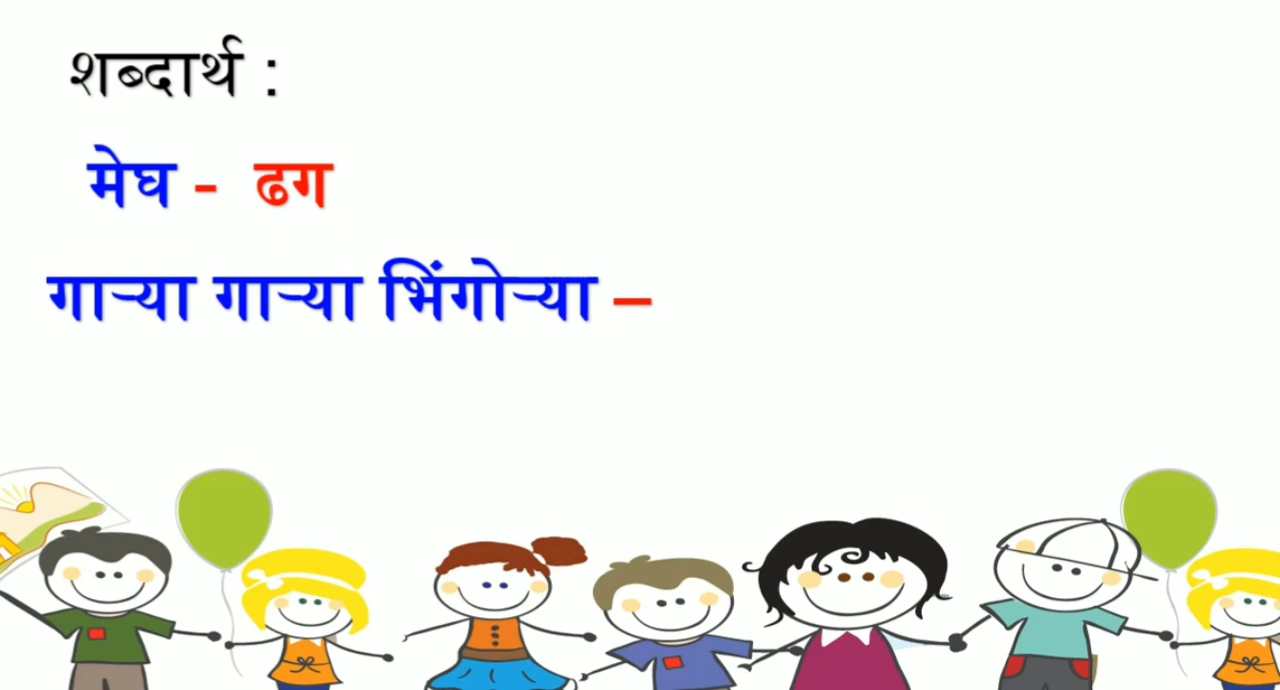 शब्दार्थ :
मेघ - ढग
गाऱ्या गाऱ्या भिंगोऱ्या –